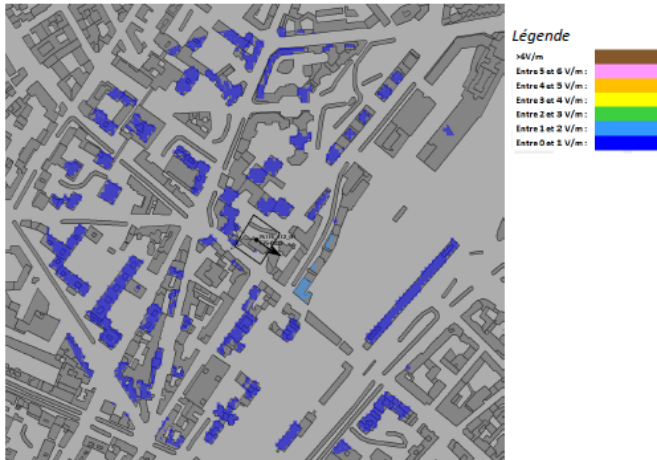 Légende
>6V/m
Entre 5 et 6 V/m :
Entre 4 et 5 V/m :
Entre 3 et 4 V/m :
Entre 2 et 3 V/m :
Entre 1 et 2 V/m :
Entre 0 et 1 V/m :